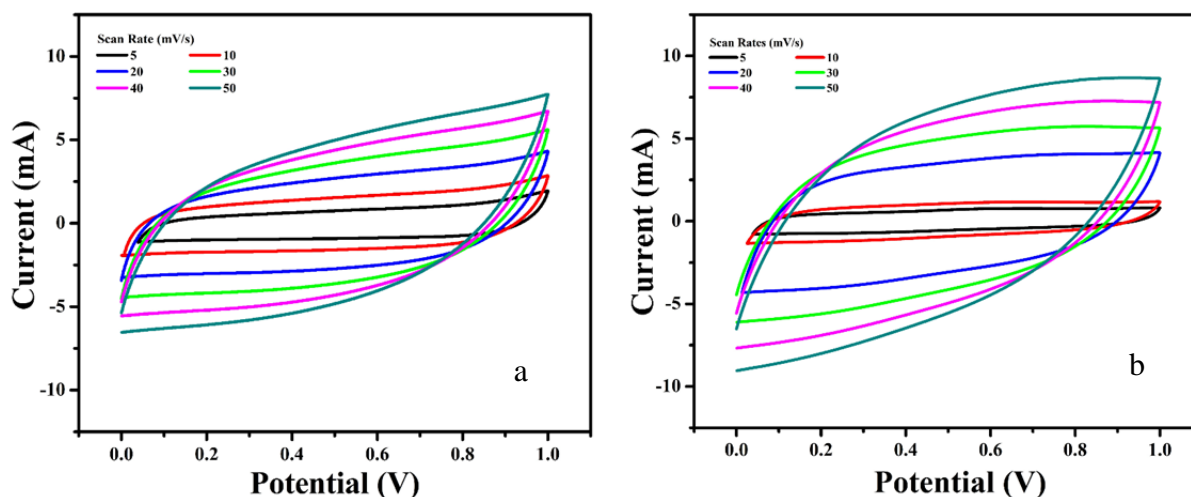 Scan Rate (mV/s)
5 10
20 30
40 50
10
5
0
-5
-10
Current (mA)
0.0 0.2 0.4 0.6 0.8 1.0
Potential (V)
a
Scan Rates (mV/s)
5 10
20 30
40 50
10
5
0
-5
-10
Current (mA)
0.0 0.2 0.4 0.6 0.8 1.0
Potential (V)
b